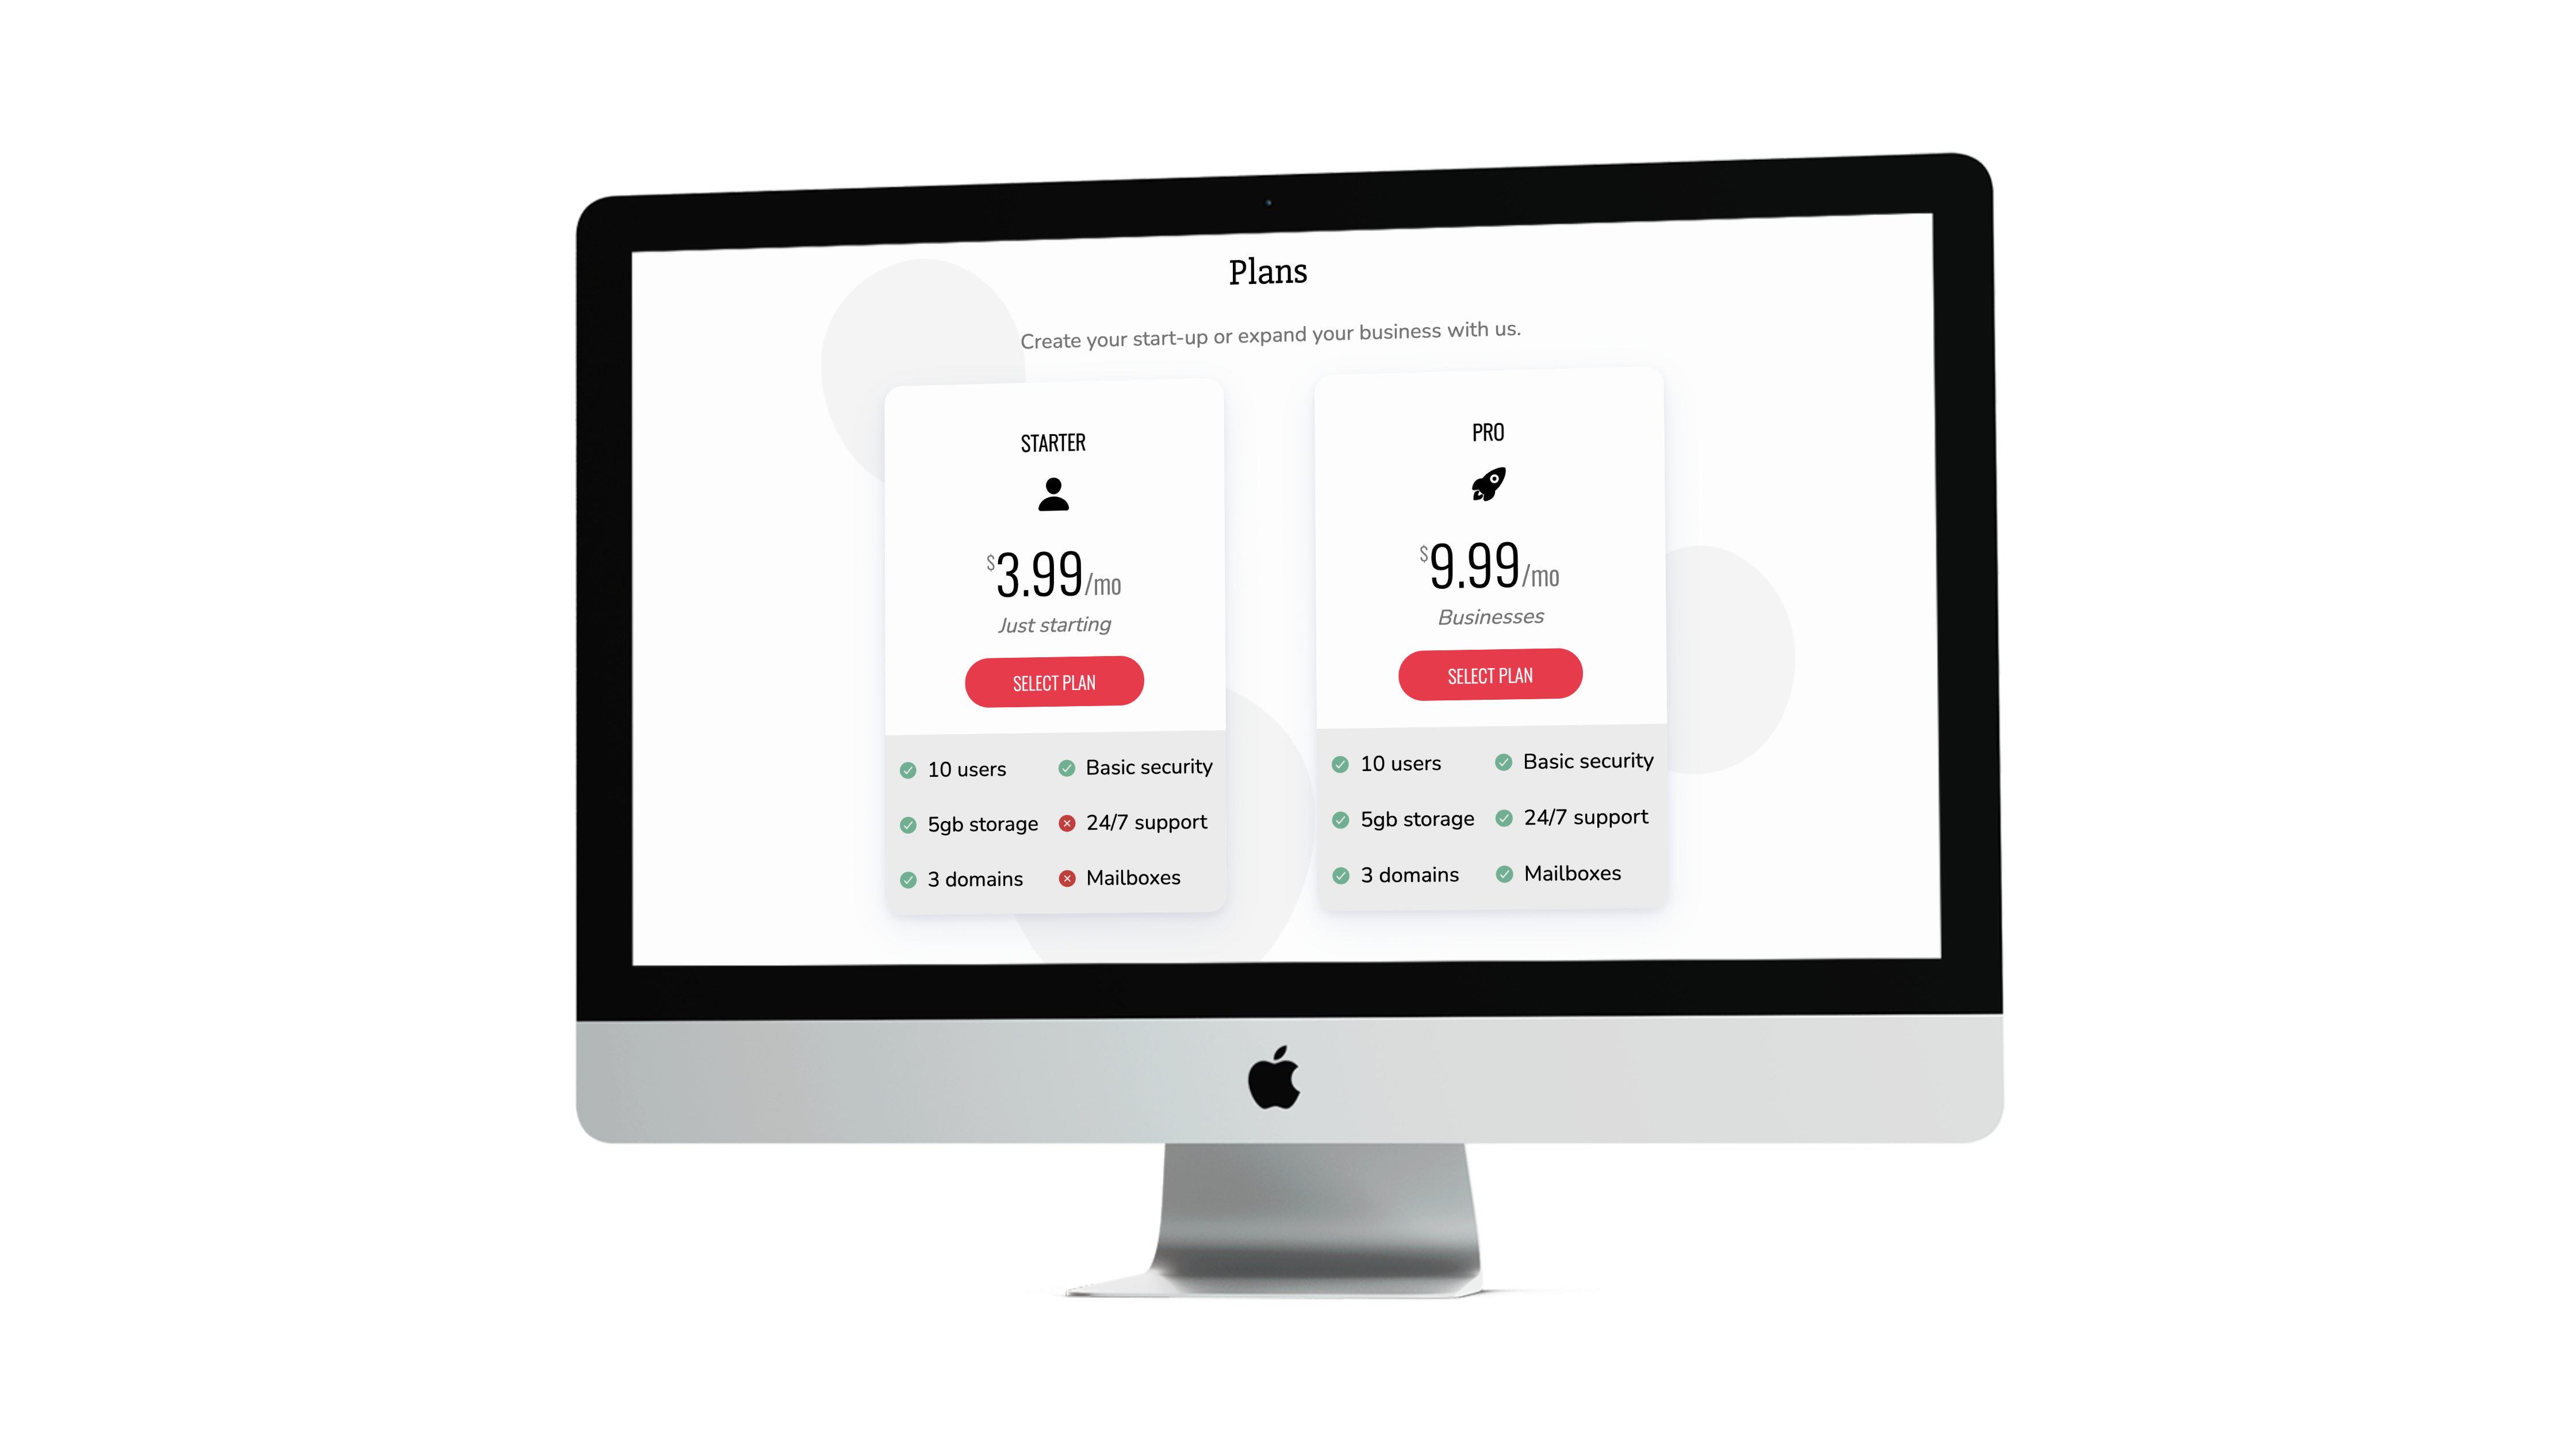 Plans
Create your start-up or expand your business with us.
STARTER
$3.99/mo
Just starting
SELECT PLAN
10 users
Basic security
5gb storage
24/7 support
3 domains
Mailboxes
PRO
$9.99/mo
Businesses
SELECT PLAN
10 users
Basic security
5gb storage
24/7 support
3 domains
Mailboxes